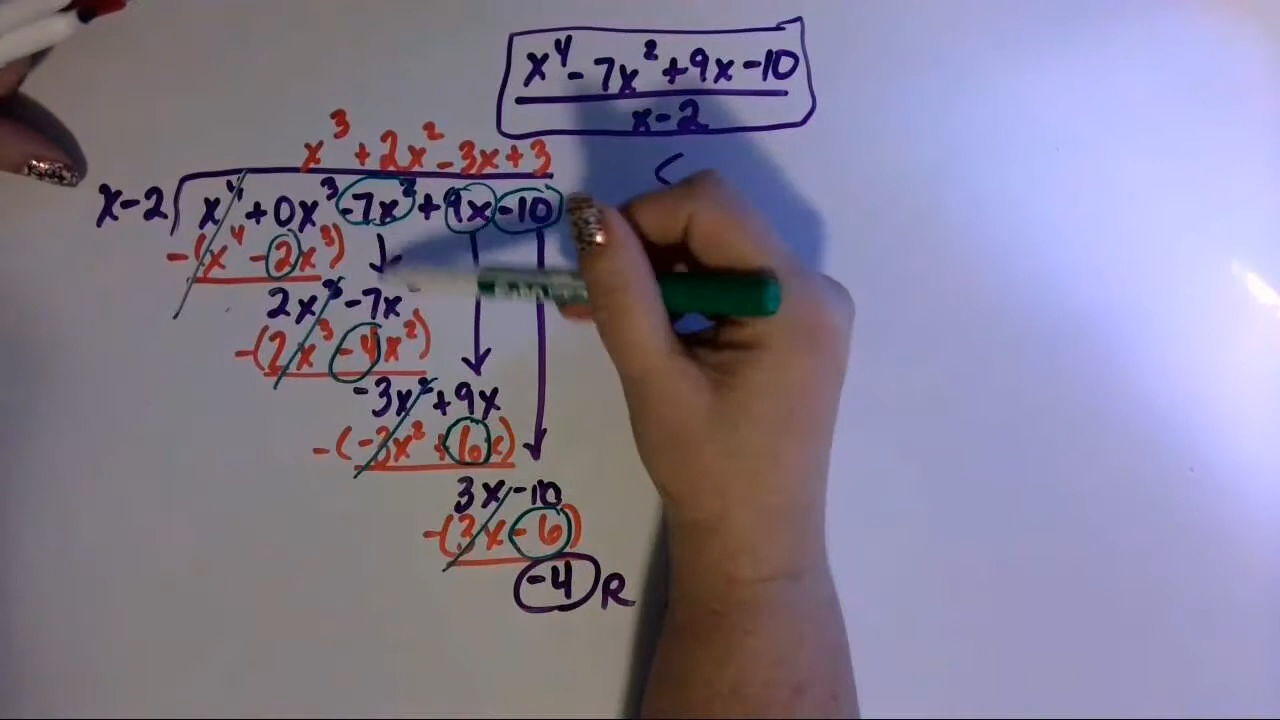 x⁴ - 7x² + 9x - 10
x - 2
x³ + 2x² - 3x + 3
x - 2 x⁴ + 0x³ - 7x² + 9x - 10
-(x⁴ - 2x³)
2x³ - 7x
-(2x³ - 4x²)
-3x² + 9x
-(-3x² + 6x)
3x - 10
-(3x - 6)
-4 R